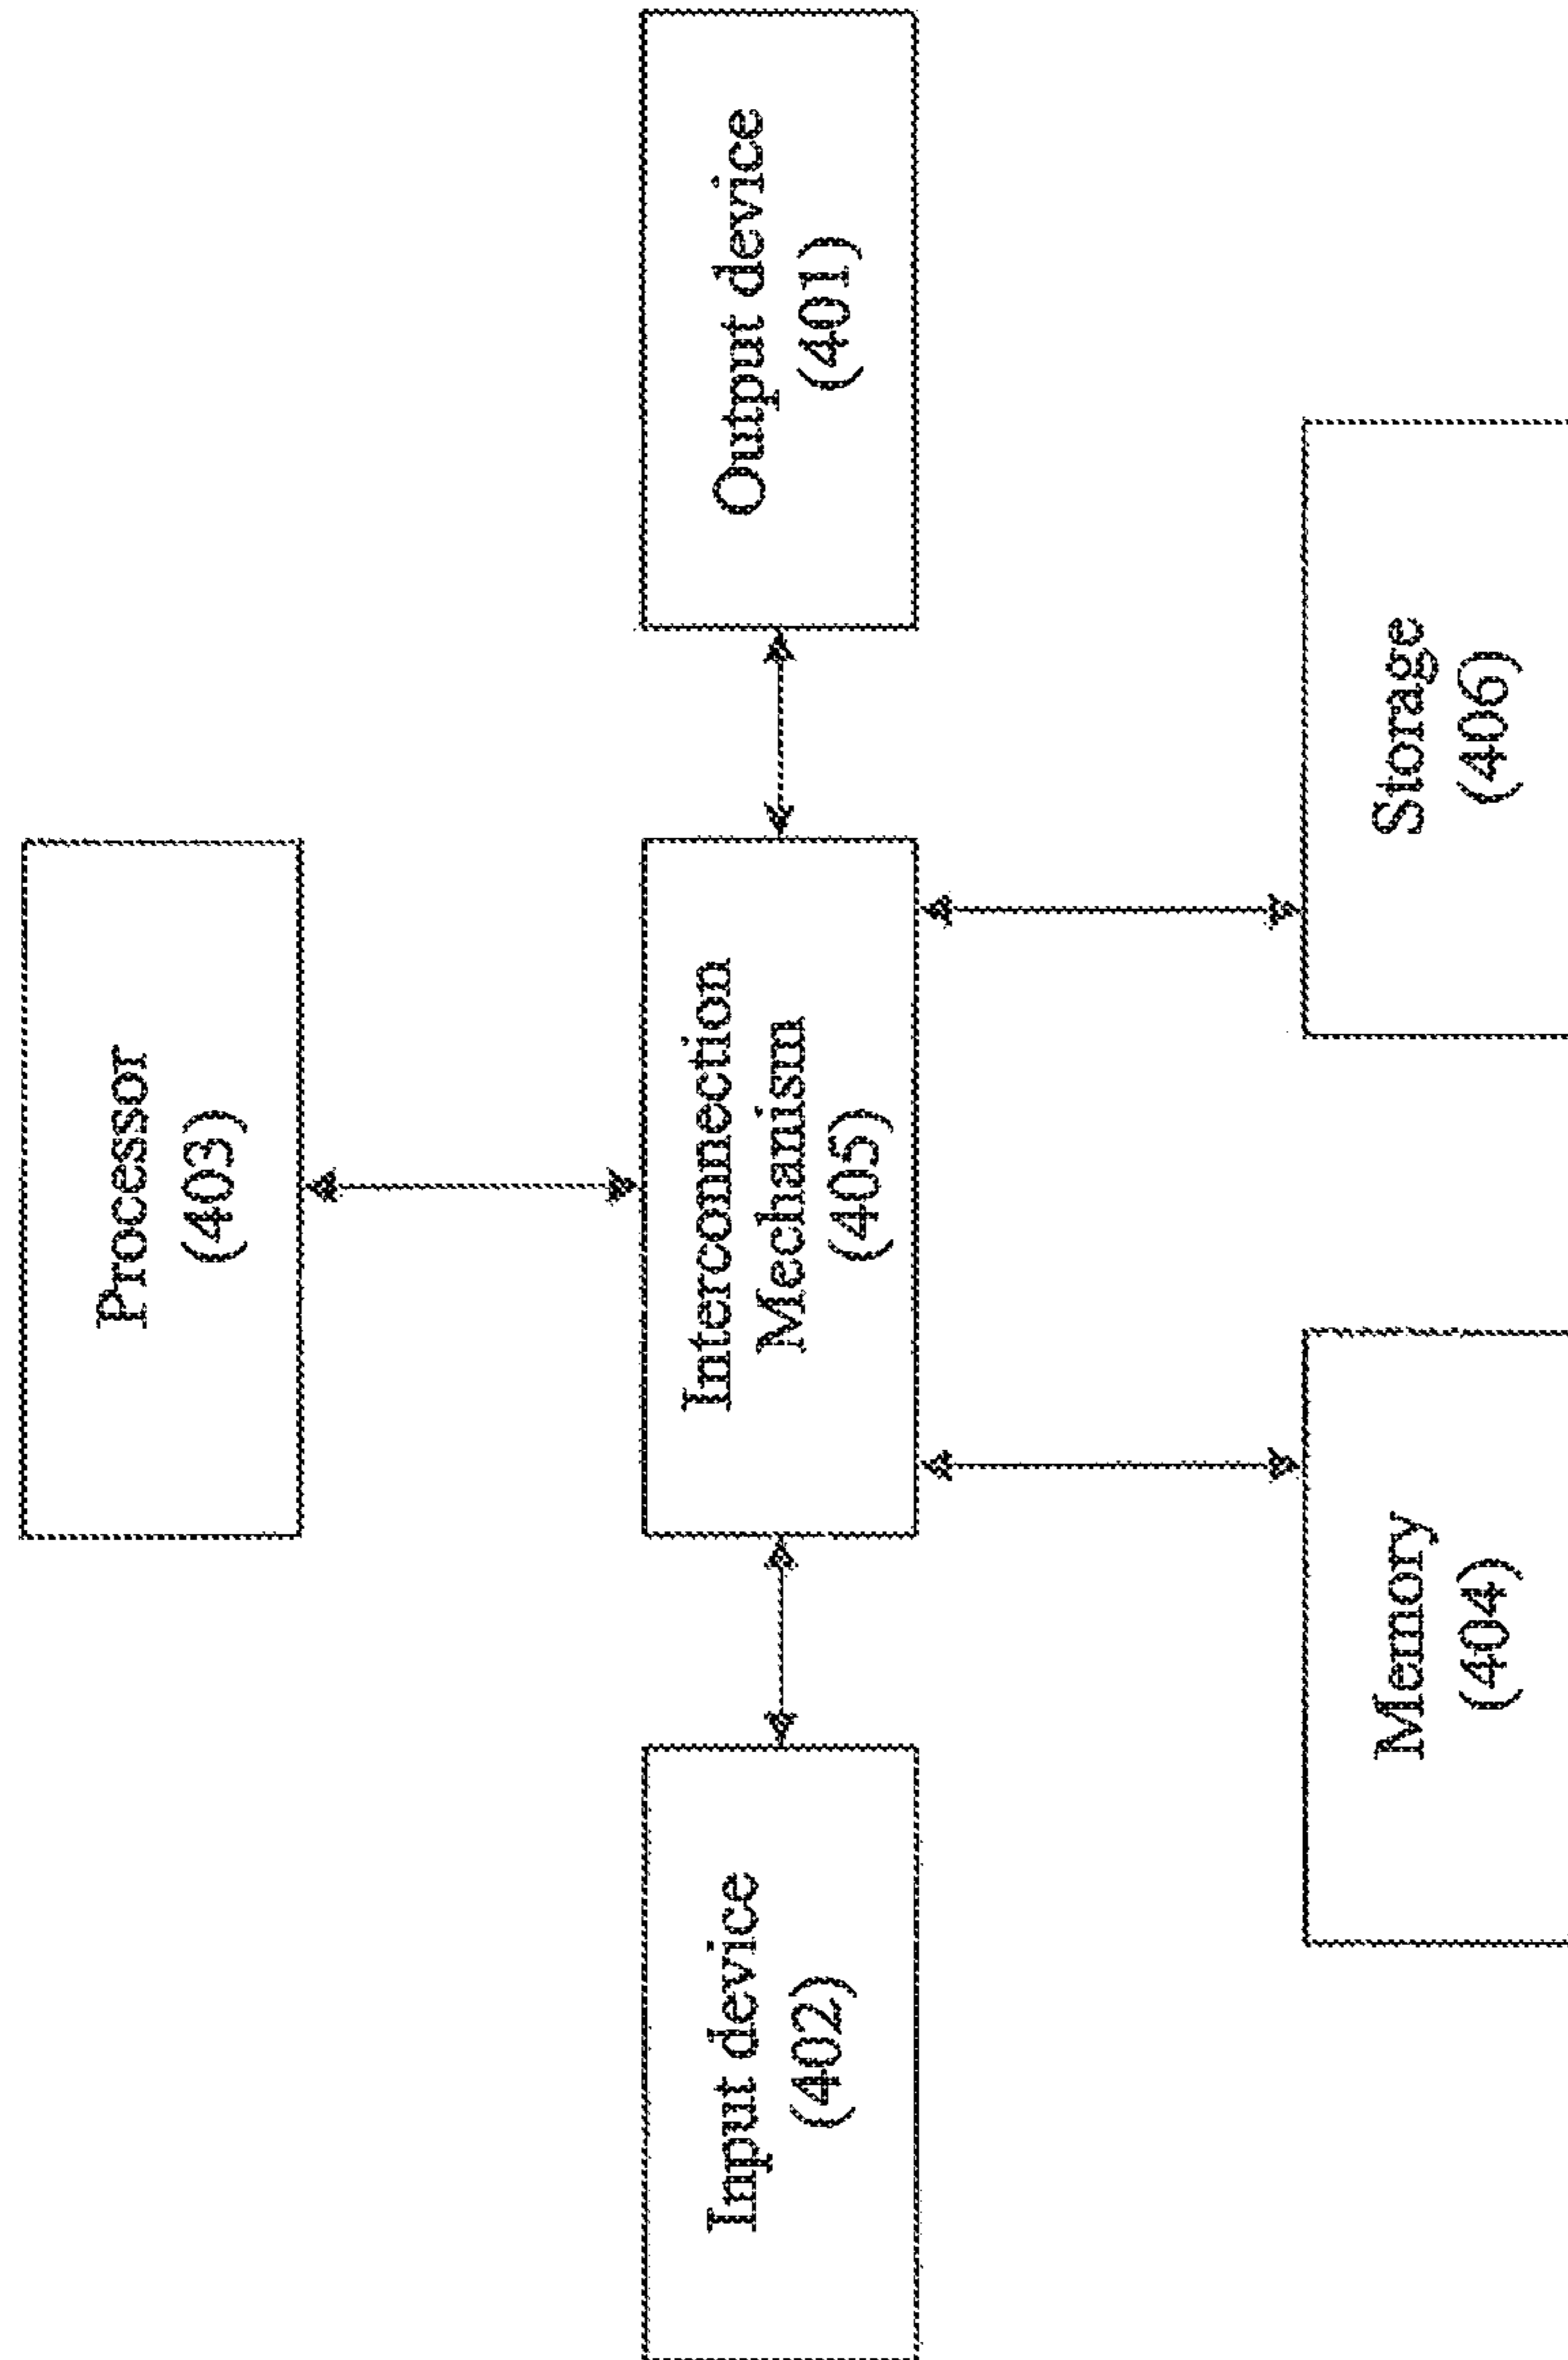 Processor
(403)
Input device
(402)
Interconnection
Mechanism
(405)
Output device
(401)
Memory
(404)
Storage
(406)